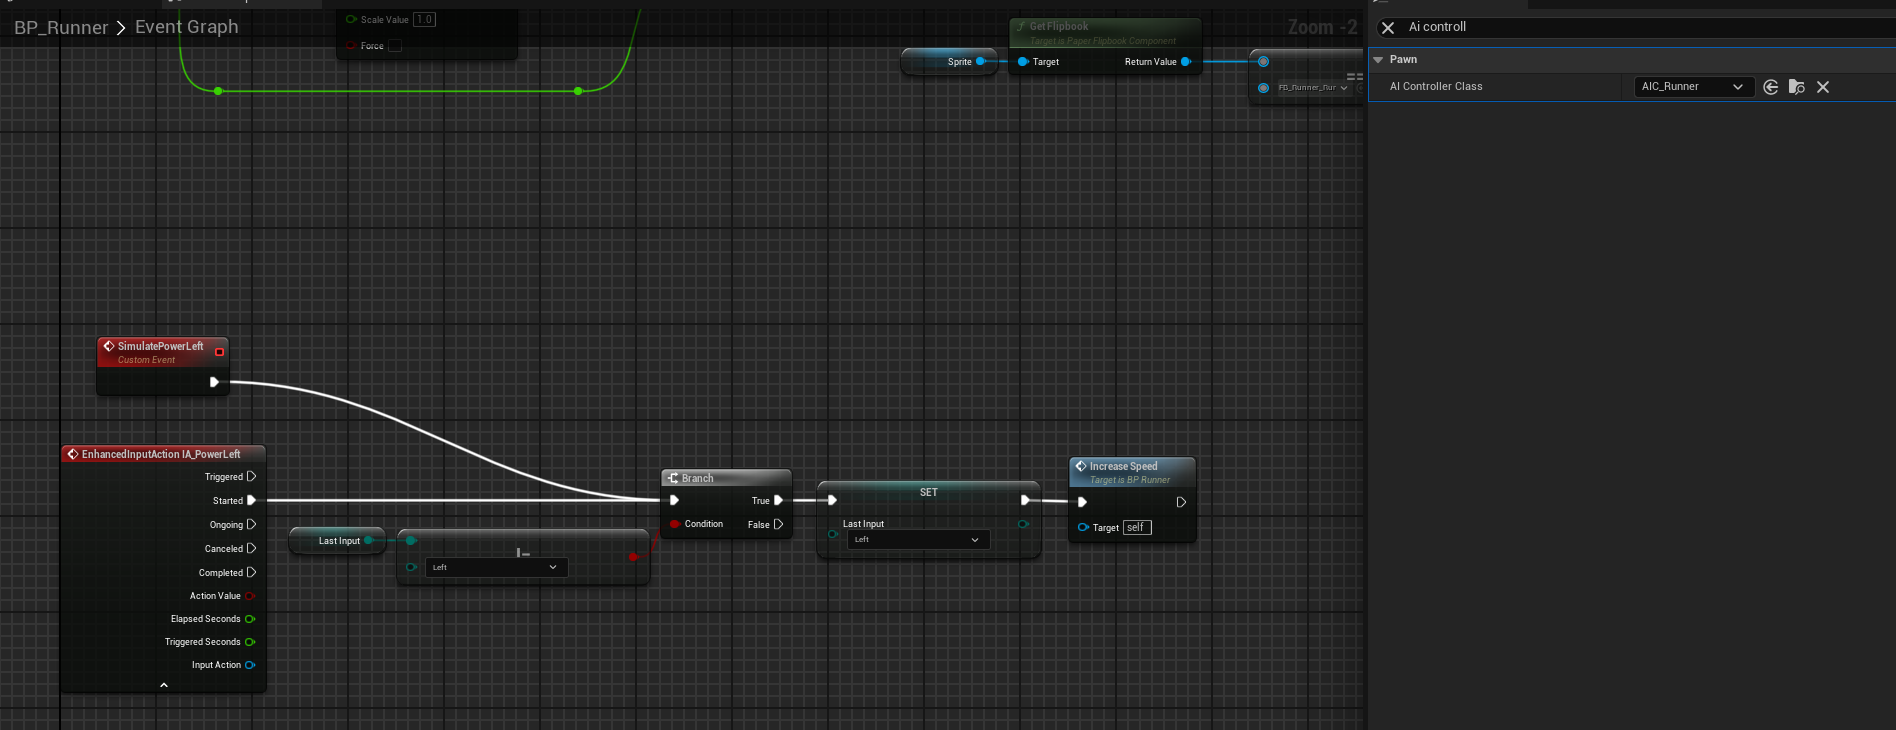 BP_Runner > Event Graph
Zoom -2
Scale Value 1.0
Force
Sprite
GetFlipbook
Target is Paper Flipbook Component
Target
Return Value
==
Ai controll
Pawn
AI Controller Class
AIC_Runner
SimulatePowerLeft
Custom Event
EnhancedInputAction IA_PowerLeft
Triggered
Started
Ongoing
Canceled
Completed
Action Value
Elapsed Seconds
Triggered Seconds
Input Action
Last Input
Left
Branch
True
Condition
False
SET
Last Input
Left
Increase Speed
Target is BP Runner
Target self